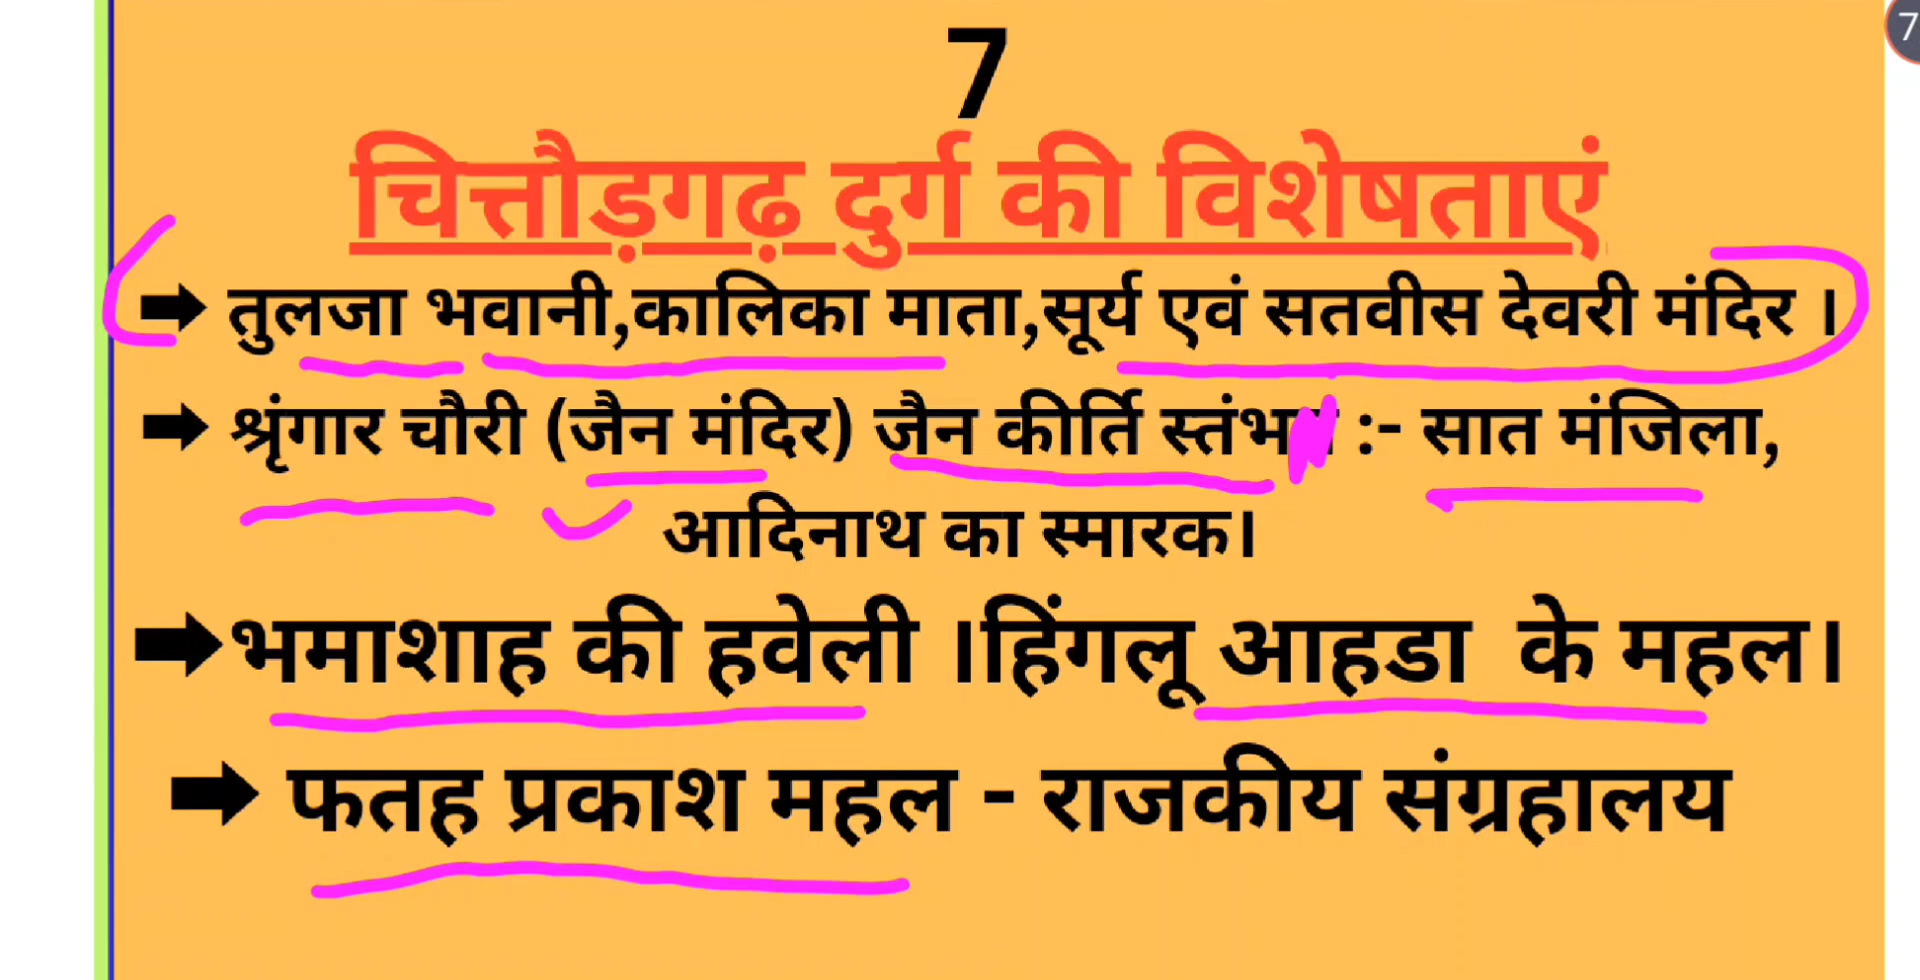 7
7
चित्तौड़गढ़ दुर्ग की विशेषताएं
➡ तुलजा भवानी,कालिका माता,सूर्य एवं सतवीस देवरी मंदिर ।
➡ श्रृंगार चौरी (जैन मंदिर) जैन कीर्ति स्तंभ :- सात मंजिला,
आदिनाथ का स्मारक।
➡भमाशाह की हवेली ।हिंगलू आहडा के महल।
➡ फतह प्रकाश महल - राजकीय संग्रहालय